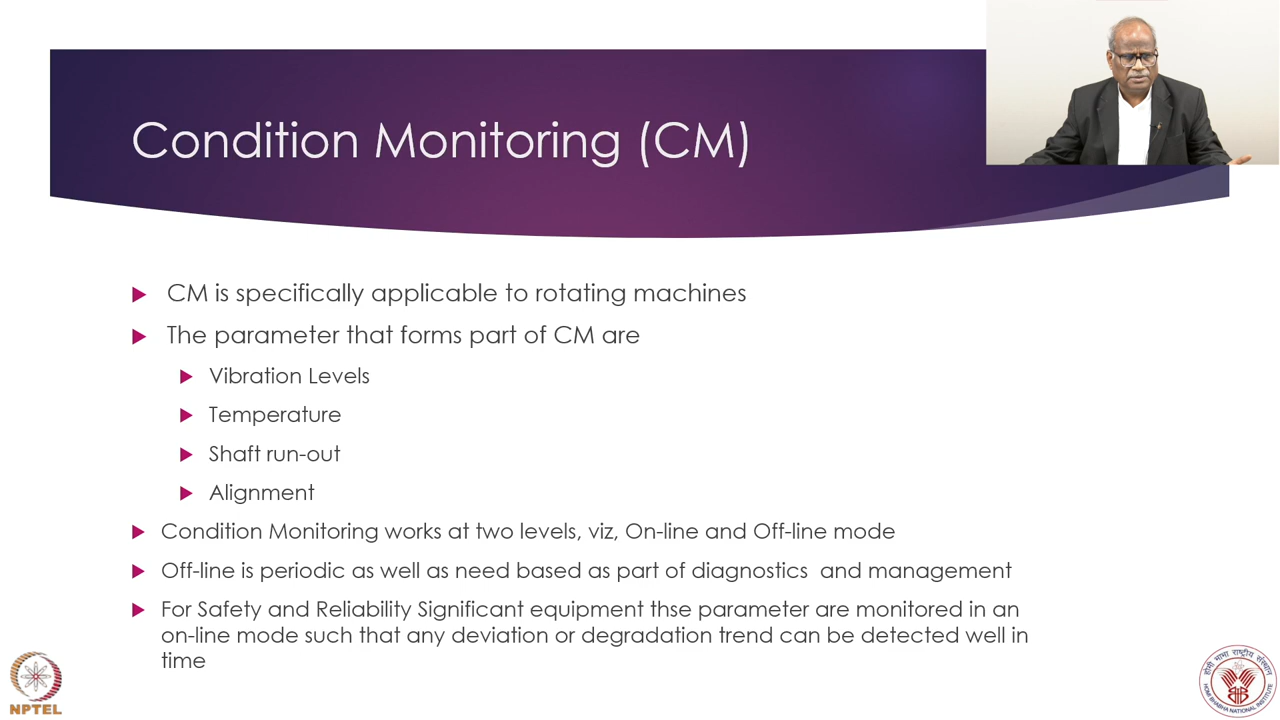 Condition Monitoring (CM)
CM is specifically applicable to rotating machines
The parameter that forms part of CM are
Vibration Levels
Temperature
Shaft run-out
Alignment
Condition Monitoring works at two levels, viz, On-line and Off-line mode
Off-line is periodic as well as need based as part of diagnostics and management
For Safety and Reliability Significant equipment thse parameter are monitored in an
on-line mode such that any deviation or degradation trend can be detected well in
time
NPTEL
होमी भाभा राष्ट्रीय संस्थान
HOMI BHABHA NATIONAL INSTITUTE